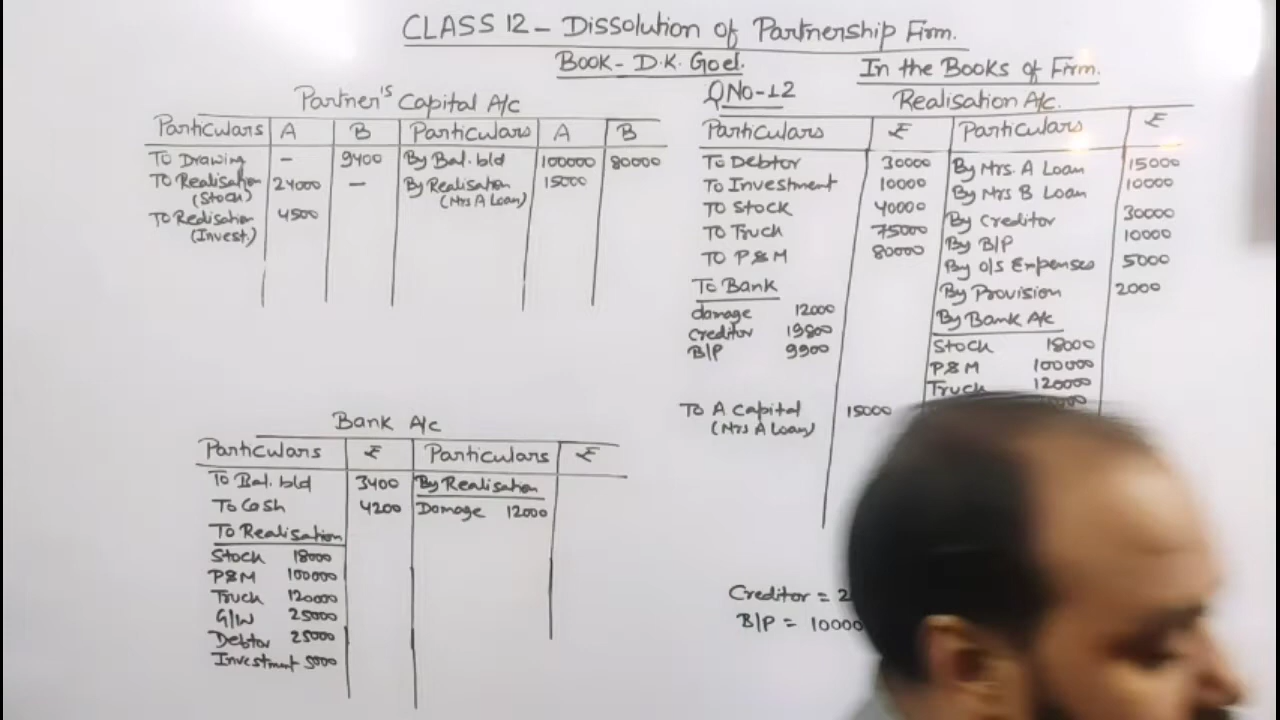 CLASS 12 - Dissolution of Partnership Firm.
Book - D.K. Goel.
In the Books of Firm.
Partner's Capital A/c
Particulars A B Particulars A B
To Drawing - 9400 By Bal. b/d 100000 80000
To Realisation 24000 - By Realisation 15000
(Stock) (Mrs A Loan)
To Realisation 4500
(Invest.)
QNo-12
Realisation A/c.
Particulars ₹ Particulars ₹
To Debtor 30000 By Mrs. A Loan 15000
To Investment 10000 By Mrs B Loan 10000
To Stock 40000 By Creditor 30000
To Truck 75000 By B/P 10000
To P&M 80000 By O/S Expenses 5000
To Bank By Provision 2000
damage 12000 By Bank A/c
creditor 19800 Stock 18000
B/P 9900 P&M 100000
Truck 120000
To A Capital 15000
(Mrs A Loan)
Bank A/c
Particulars ₹ Particulars ₹
To Bal. b/d 3400 By Realisation
To Cash 4200 Damage 12000
To Realisation
Stock 18000
P&M 100000
Truck 120000
G/W 25000
Debtor 25000
Investment 5000
Creditor = 2
B/P = 10000